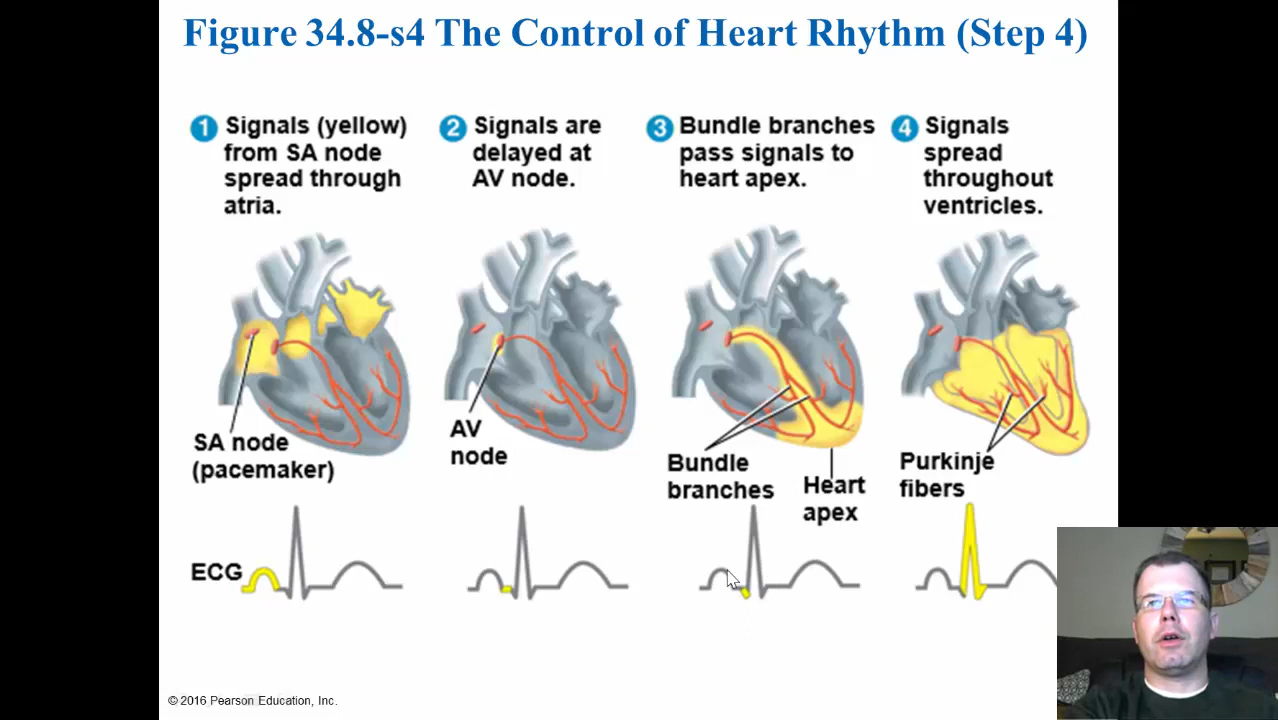 Figure 34.8-s4 The Control of Heart Rhythm (Step 4)
1 Signals (yellow)
from SA node
spread through
atria.
2 Signals are
delayed at
AV node.
3 Bundle branches
pass signals to
heart apex.
4 Signals
spread
throughout
ventricles.
SA node
(pacemaker)
AV
node
Bundle
branches
Heart
apex
Purkinje
fibers
ECG
© 2016 Pearson Education, Inc.